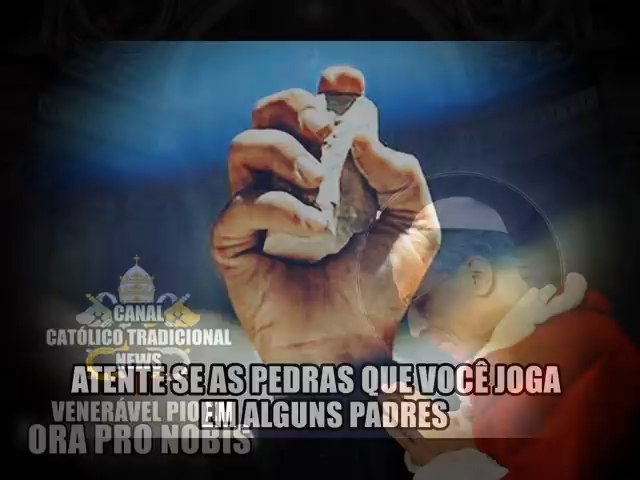 CANAL
CATÓLICO TRADICIONAL
NEWS
ATENTE SE AS PEDRAS QUE VOCÊ JOGA
EM ALGUNS PADRES
VENERÁVEL PIO
ORA PRO NOBIS